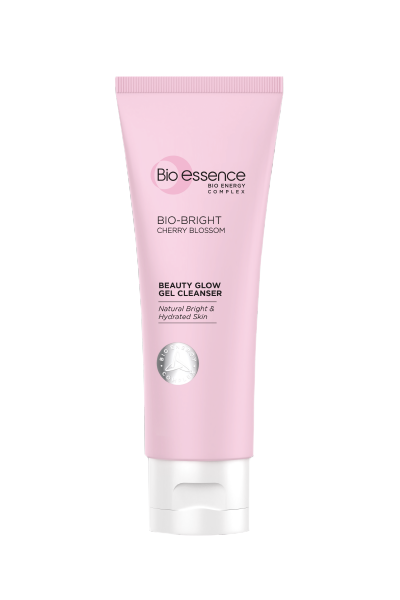 Bio essence
BIO ENERGY
COMPLEX
BIO-BRIGHT
CHERRY BLOSSOM
BEAUTY GLOW
GEL CLEANSER
Natural Bright &
Hydrated Skin